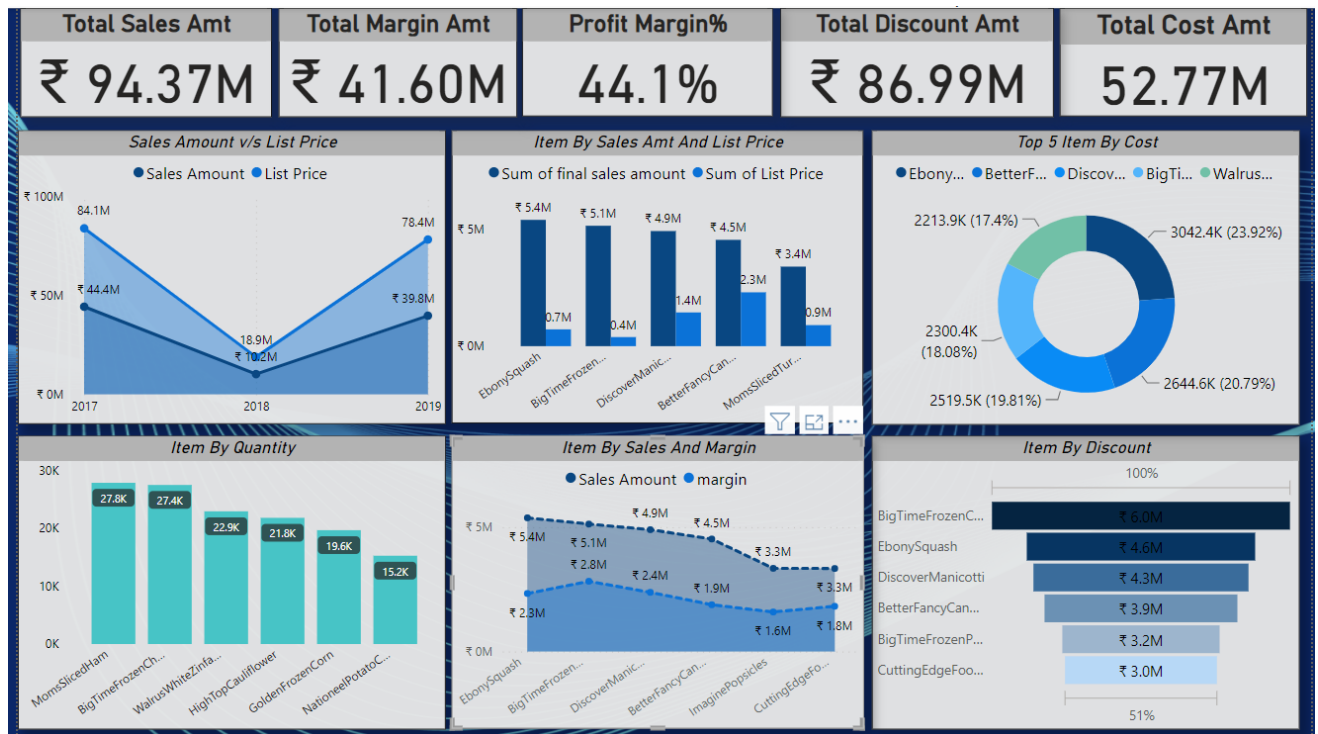 Total Sales Amt
₹ 94.37M
Total Margin Amt
₹ 41.60M
Profit Margin%
44.1%
Total Discount Amt
₹ 86.99M
Total Cost Amt
52.77M
Sales Amount v/s List Price
Sales Amount List Price
₹ 100M
₹ 50M
₹ 0M
84.1M
₹ 44.4M
18.9M
₹ 10.2M
78.4M
₹ 39.8M
2017 2018 2019
Item By Sales Amt And List Price
Sum of final sales amount Sum of List Price
₹ 5M
₹ 0M
₹ 5.4M
0.7M
₹ 5.1M
0.4M
₹ 4.9M
1.4M
₹ 4.5M
2.3M
₹ 3.4M
0.9M
EbonySquash
BigTimeFrozen...
DiscoverManic...
BetterFancyCan...
MomsSlicedTur...
Top 5 Item By Cost
Ebony... BetterF... Discov... BigTi... Walrus...
2213.9K (17.4%)
3042.4K (23.92%)
2300.4K
(18.08%)
2644.6K (20.79%)
2519.5K (19.81%)
Item By Quantity
30K
20K
10K
0K
27.8K
27.4K
22.9K
21.8K
19.6K
15.2K
MomsSlicedHam
BigTimeFrozenCh...
WalrusWhiteZinfa...
HighTopCauliflower
GoldenFrozenCorn
NationeelPotatoC...
Item By Sales And Margin
Sales Amount margin
₹ 5M
₹ 0M
₹ 5.4M
₹ 5.1M
₹ 4.9M
₹ 4.5M
₹ 3.3M
₹ 3.3M
₹ 2.3M
₹ 2.8M
₹ 2.4M
₹ 1.9M
₹ 1.6M
₹ 1.8M
EbonySquash
BigTimeFrozen...
DiscoverManic...
BetterFancyCan...
ImaginePopsicles
CuttingEdgeFo...
Item By Discount
100%
BigTimeFrozenC... ₹ 6.0M
EbonySquash ₹ 4.6M
DiscoverManicotti ₹ 4.3M
BetterFancyCan... ₹ 3.9M
BigTimeFrozenP... ₹ 3.2M
CuttingEdgeFoo... ₹ 3.0M
51%